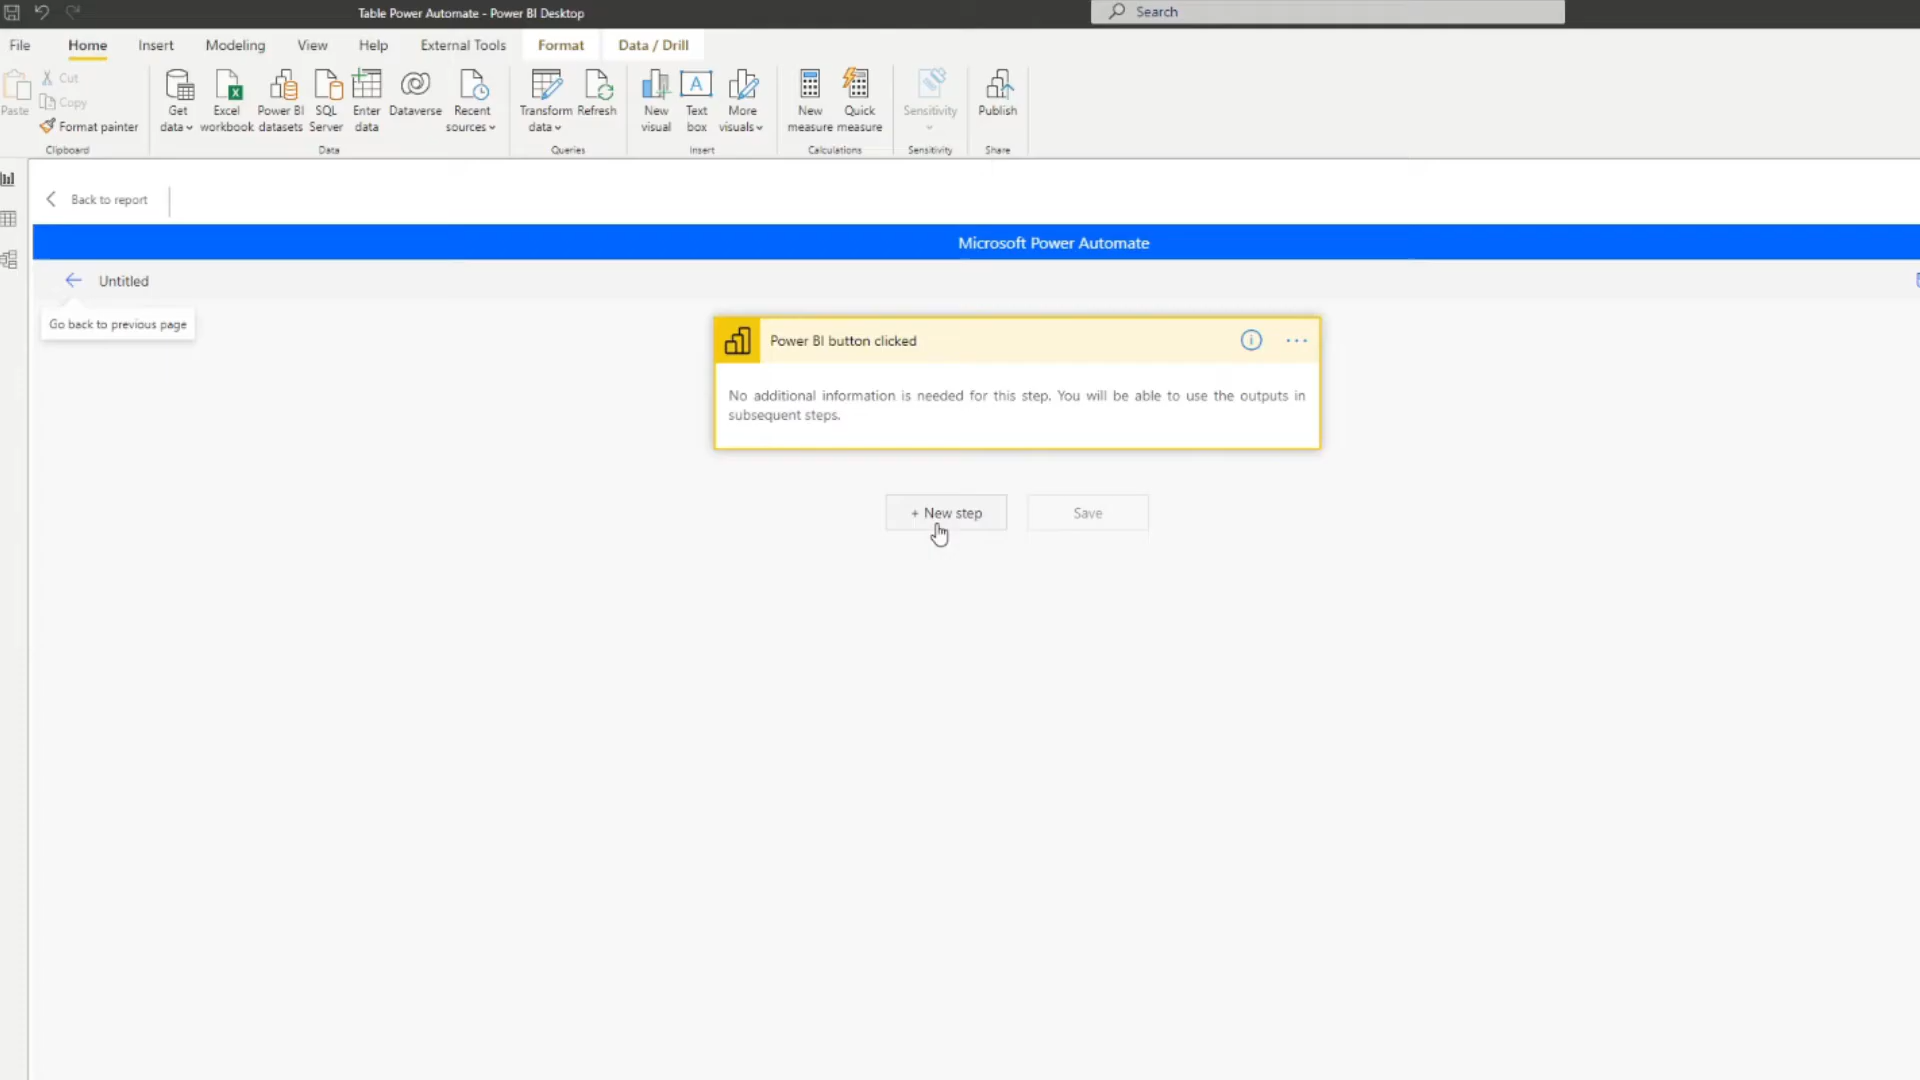 Table Power Automate - Power BI Desktop
Search
File Home Insert Modeling View Help External Tools Format Data / Drill
Paste
Cut
Copy
Format painter
Clipboard
Get data
Excel workbook
Power BI datasets
SQL Server
Enter data
Dataverse
Recent sources
Data
Transform data
Refresh
Queries
New visual
Text box
More visuals
Insert
New measure
Quick measure
Calculations
Sensitivity
Sensitivity
Publish
Share
Back to report
Microsoft Power Automate
Untitled
Go back to previous page
Power BI button clicked
No additional information is needed for this step. You will be able to use the outputs in
subsequent steps.
+ New step
Save